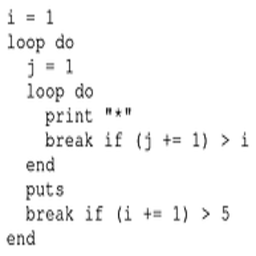 i = 1
loop do
  j = 1
  loop do
    print "*"
    break if (j += 1) > i
  end
  puts
  break if (i += 1) > 5
end